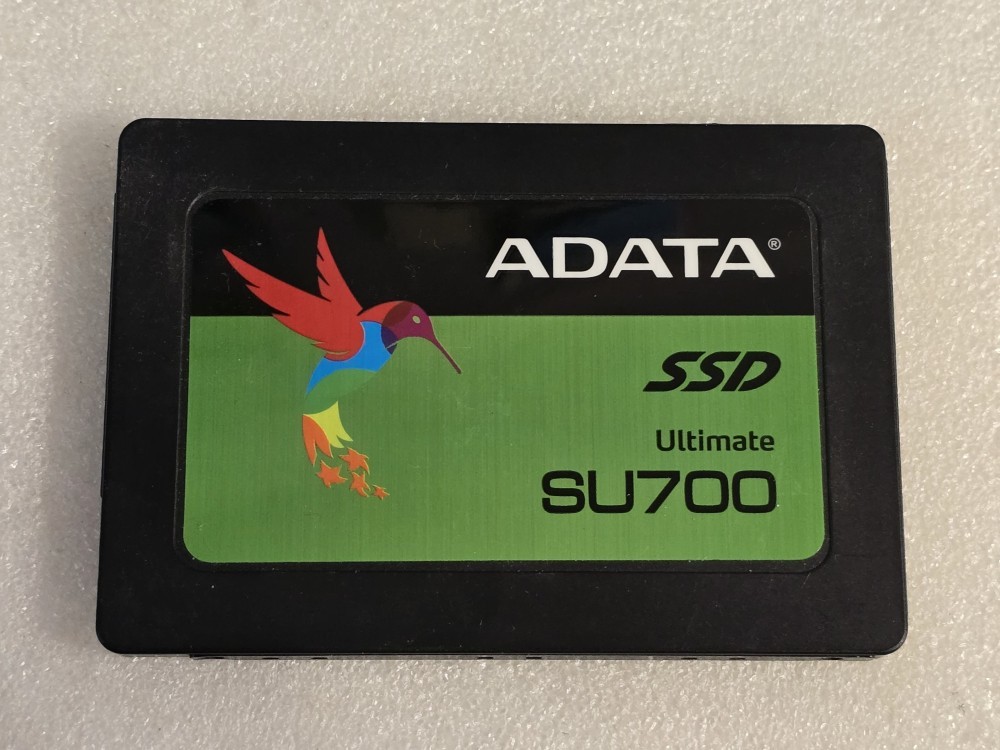 ADATA®
SSD
Ultimate
SU700